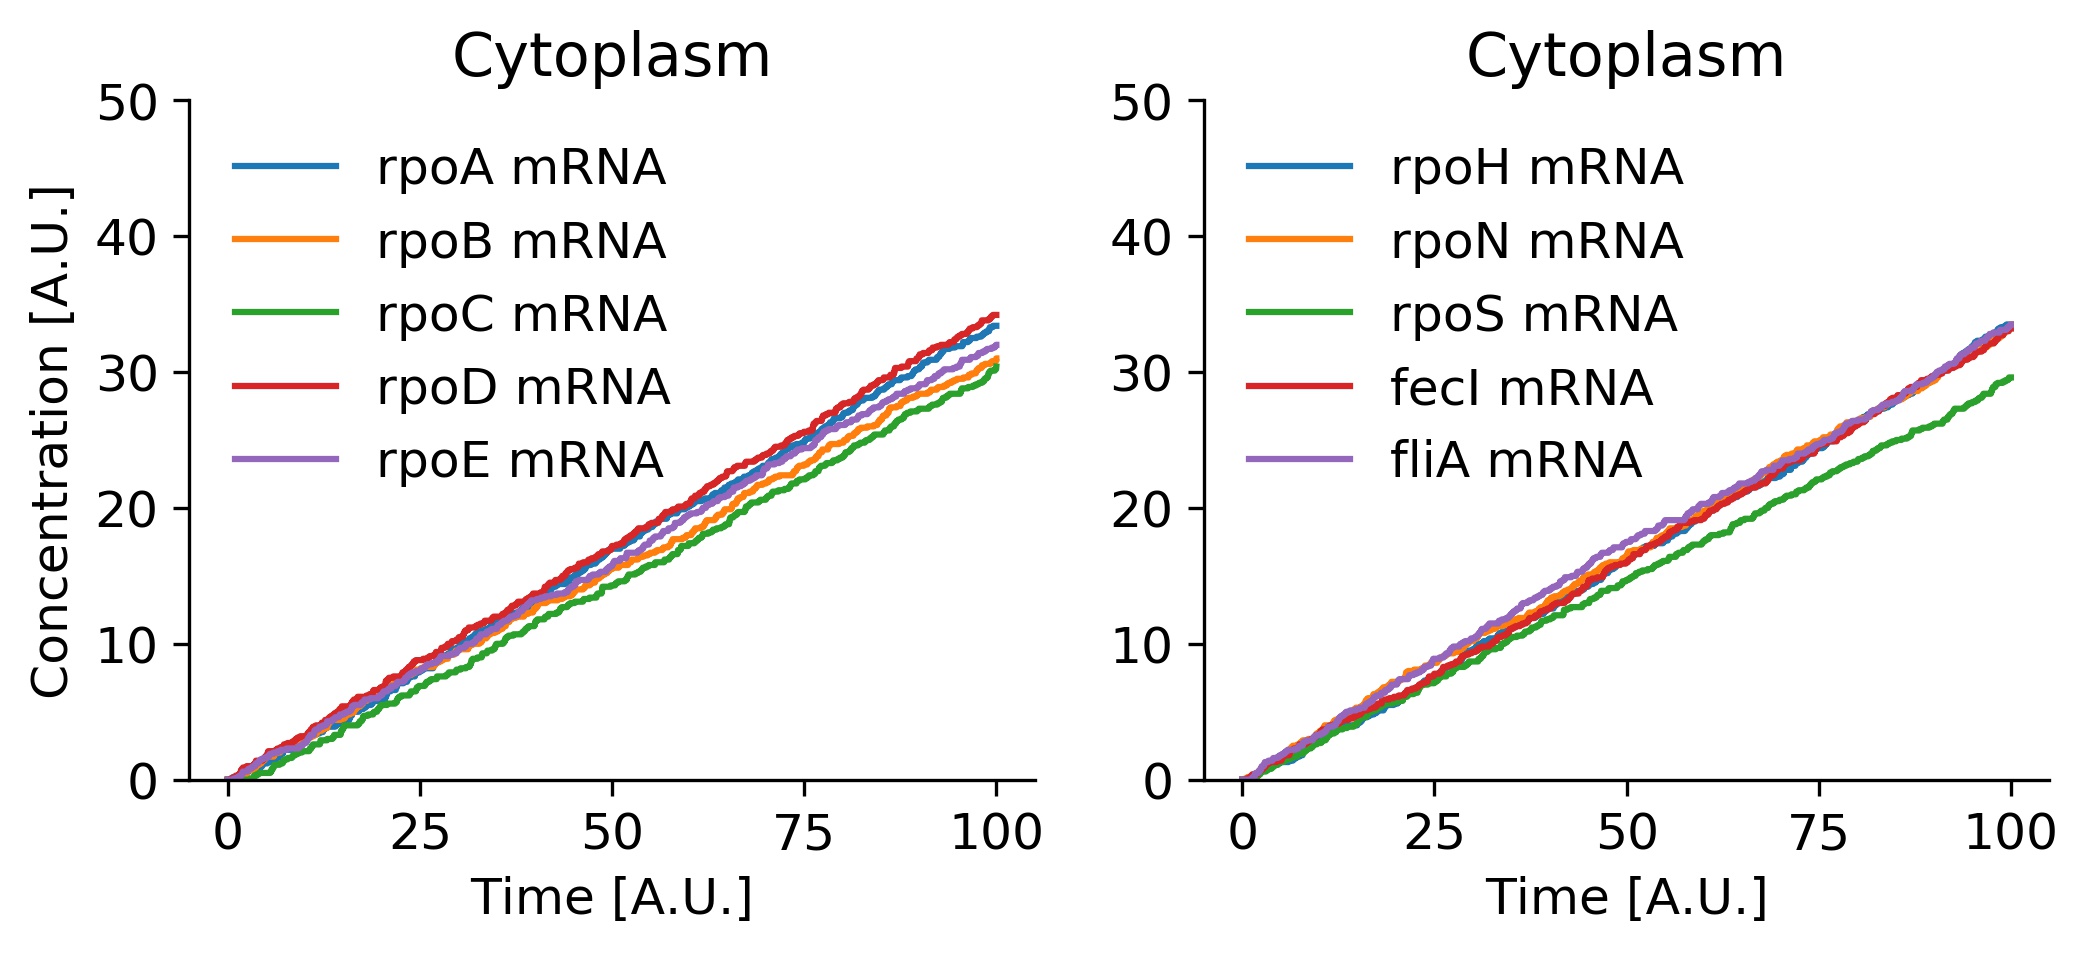 Cytoplasm
50
40
30
20
10
0
Concentration [A.U.]
rpoA mRNA
rpoB mRNA
rpoC mRNA
rpoD mRNA
rpoE mRNA
0 25 50 75 100
Time [A.U.]
Cytoplasm
50
40
30
20
10
0
rpoH mRNA
rpoN mRNA
rpoS mRNA
fecI mRNA
fliA mRNA
0 25 50 75 100
Time [A.U.]